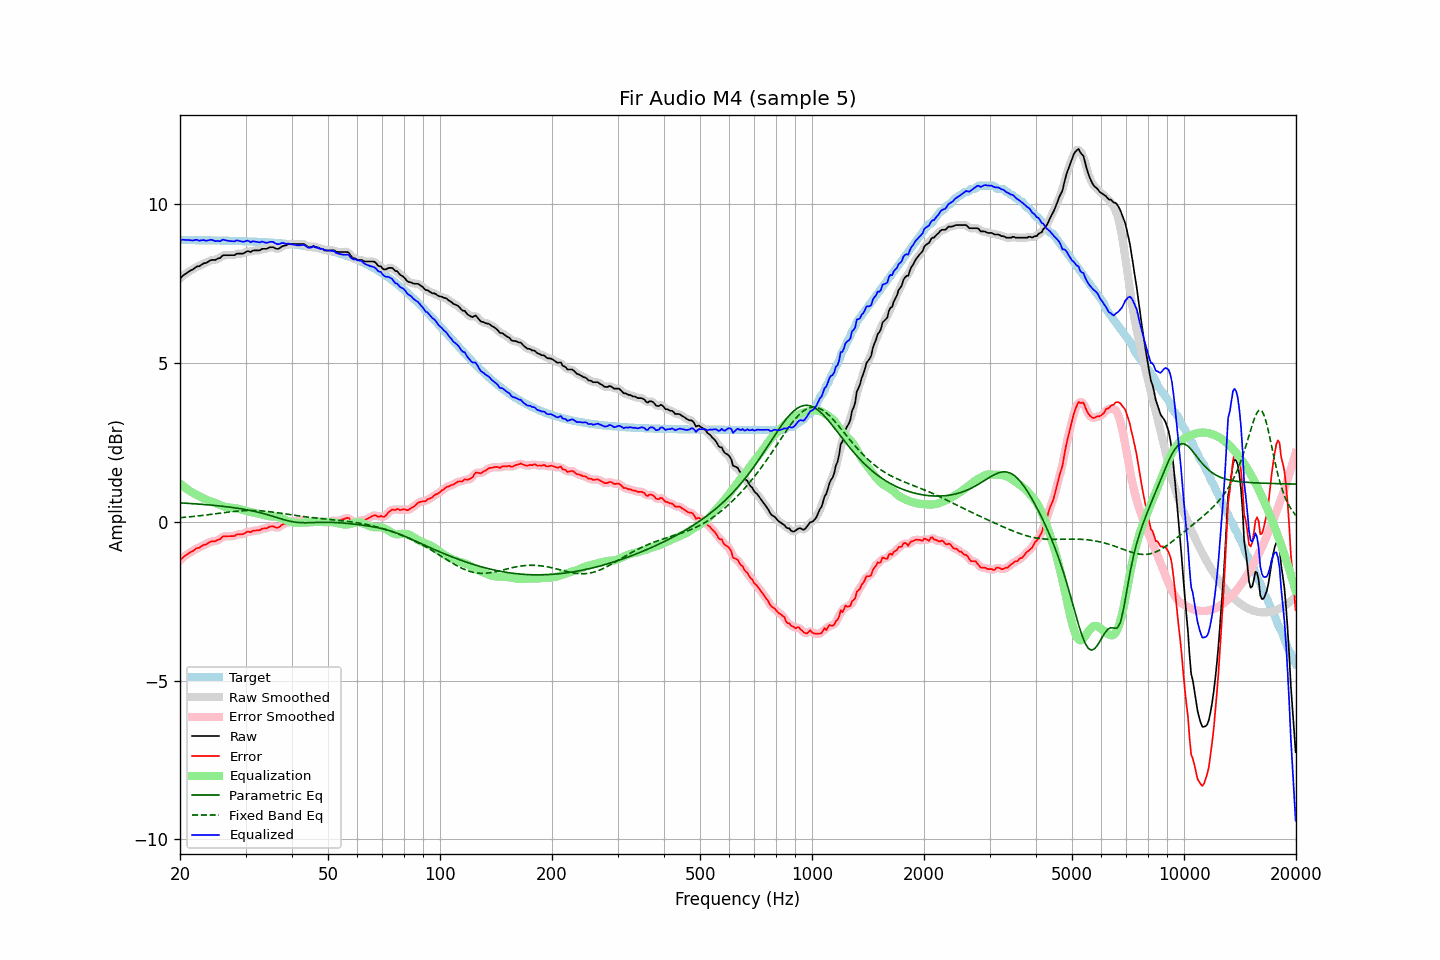 Fir Audio M4 (sample 5)
Amplitude (dBr)
10
5
0
−5
−10
Target
Raw Smoothed
Error Smoothed
Raw
Error
Equalization
Parametric Eq
Fixed Band Eq
Equalized
20 50 100 200 500 1000 2000 5000 10000 20000
Frequency (Hz)